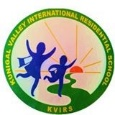 KUNIGAL VALLEY INTERNATIONAL RESIDENTIAL SCHOOL
KVIRS